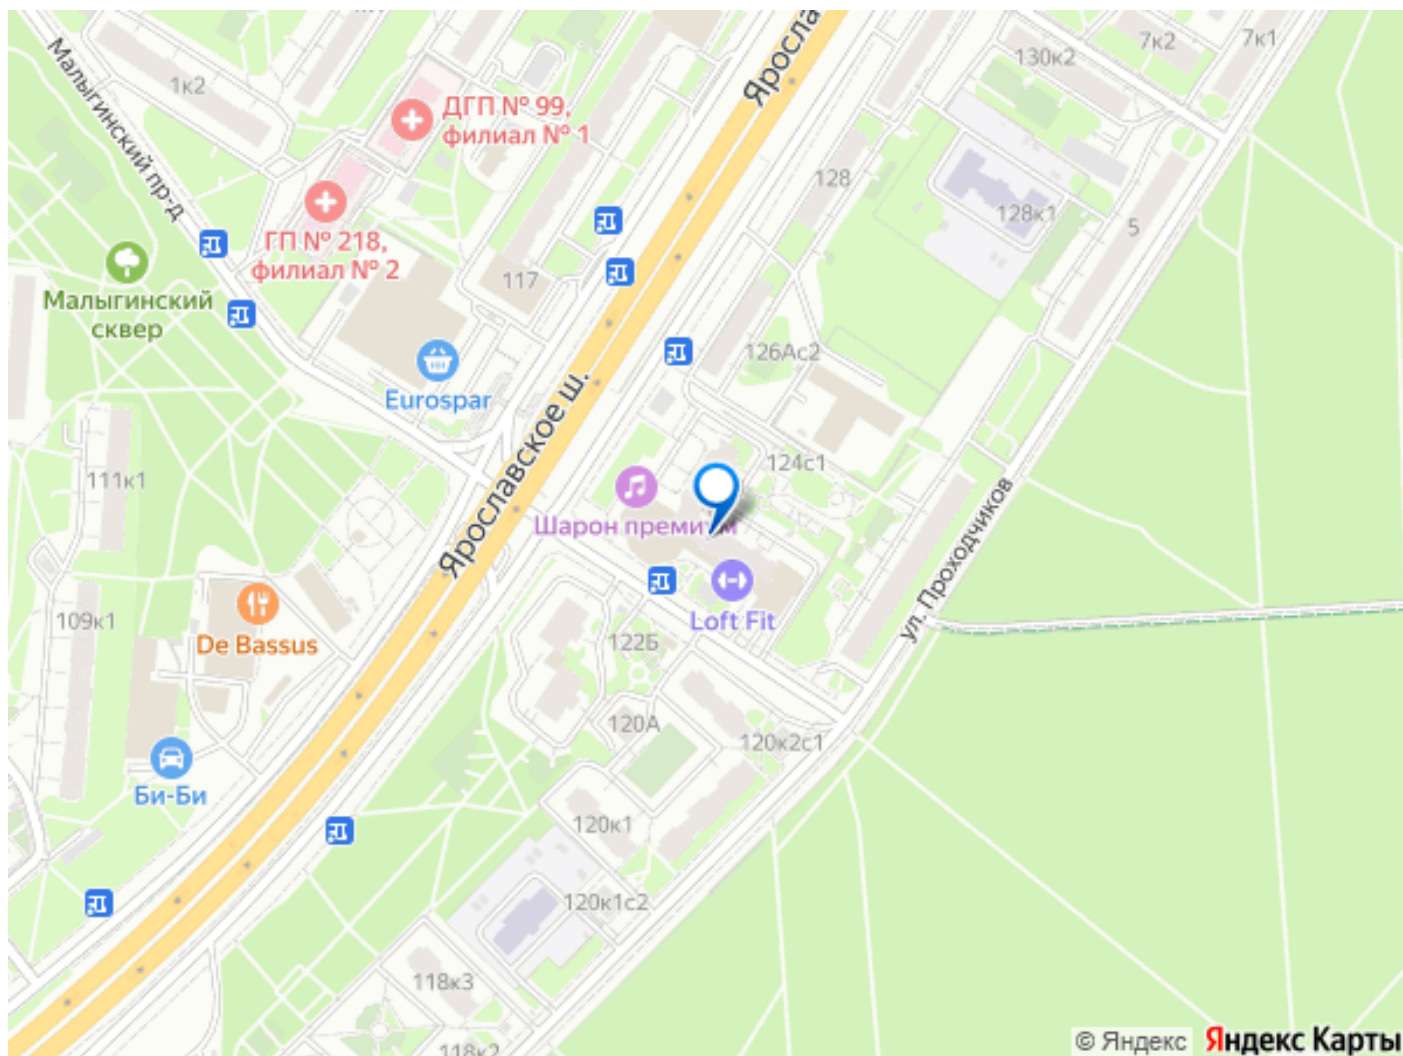 Малыгинский пр-д
1к2
ДГП № 99,
филиал № 1
Яросла
130к2
7к2
7к1
ГП № 218,
филиал № 2
128
128к1
5
Малыгинский
сквер
117
126Ас2
Eurospar
Ярославское ш.
111к1
124с1
Шарон премиум
ул. Проходчиков
109к1
De Bassus
Loft Fit
122Б
120А
120к2с1
Би-Би
120к1
120к1с2
118к3
118к2
© Яндекс Яндекс Карты